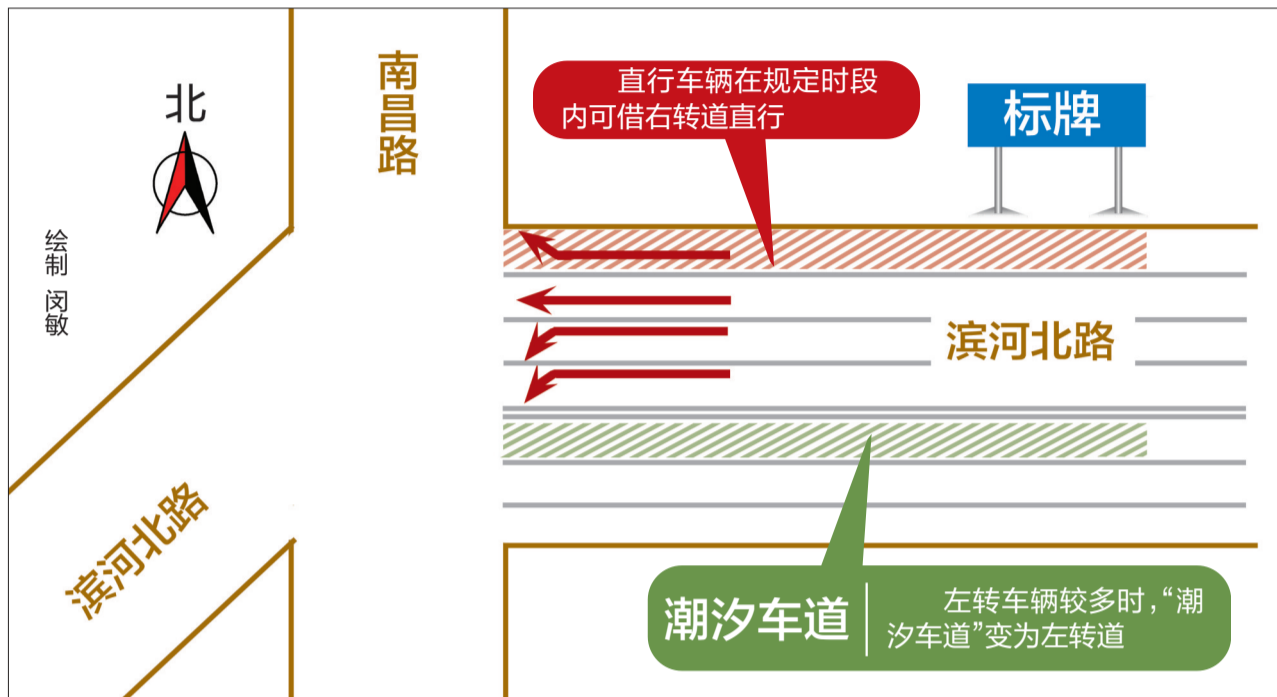 北
南昌路
直行车辆在规定时段
内可借右转道直行
标牌
绘制 闵敏
滨河北路
滨河北路
潮汐车道
左转车辆较多时，“潮
汐车道”变为左转道